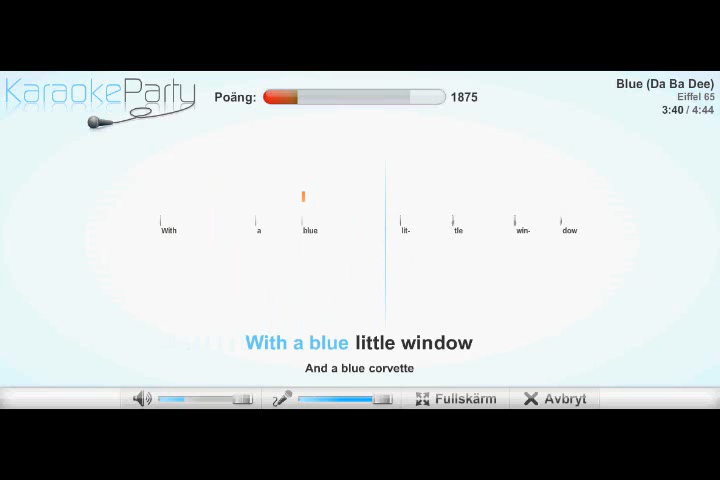 KaraokeParty
Poäng: 1875
Blue (Da Ba Dee)
Eiffel 65
3:40 / 4:44
With a blue lit- tle win- dow
With a blue little window
And a blue corvette
Fullskärm Avbryt